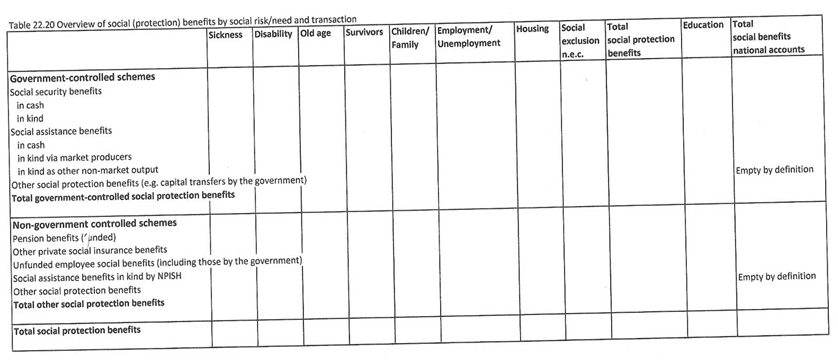 Table 22.20 Overview of social (protection) benefits by social risk/need and transaction
Sickness Disability Old age Survivors Children/ Family Employment/ Unemployment Housing Social exclusion n.e.c. Total social protection benefits Education Total social benefits national accounts
Government-controlled schemes
Social security benefits
in cash
in kind
Social assistance benefits
in cash
in kind via market producers
in kind as other non-market output
Other social protection benefits (e.g. capital transfers by the government) Empty by definition
Total government-controlled social protection benefits
Non-government controlled schemes
Pension benefits (funded)
Other private social insurance benefits
Unfunded employee social benefits (including those by the government)
Social assistance benefits in kind by NPISH
Other social protection benefits Empty by definition
Total other social protection benefits
Total social protection benefits